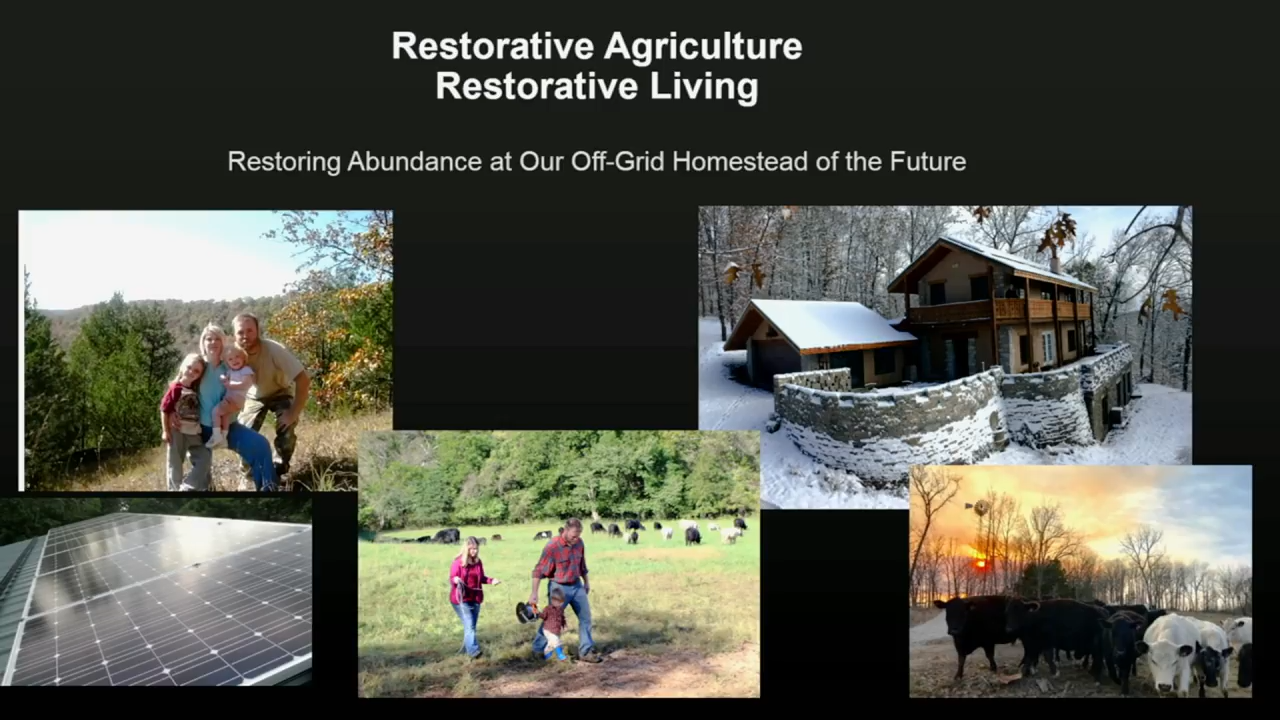 Restorative Agriculture
Restorative Living
Restoring Abundance at Our Off-Grid Homestead of the Future